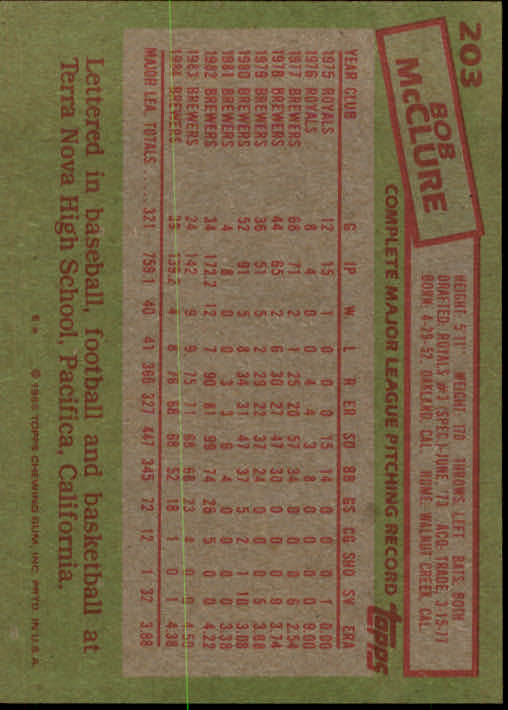 203
BOB
McCLURE
HEIGHT: 5'11" WEIGHT: 170 THROWS: LEFT BATS: BOTH
DRAFTED: ROYALS #3 (SPEC.)-JUNE, '73 ACQ: TRADE, 3-15-77
BORN: 4-29-52, OAKLAND, CAL. HOME: WALNUT CREEK, CAL.
COMPLETE MAJOR LEAGUE PITCHING RECORD topps
YEAR CLUB G IP W L R ER SO BB GS CG SHO SV ERA
1975 ROYALS 12 15 1 0 0 0 15 14 0 0 0 1 0.00
1976 ROYALS 8 4 0 0 4 4 3 8 0 0 0 0 9.00
1977 BREWERS 68 71 2 1 25 20 57 34 0 0 0 6 2.54
1978 BREWERS 44 65 2 6 30 27 47 30 0 0 0 9 3.74
1979 BREWERS 36 51 5 2 29 22 37 24 0 0 0 5 3.88
1980 BREWERS 52 91 5 8 34 31 47 37 5 2 1 10 3.08
1981 BREWERS 4 8 0 0 3 3 6 4 0 0 0 0 3.38
1982 BREWERS 34 172.2 12 7 90 81 99 74 26 5 0 0 4.22
1983 BREWERS 24 142 9 9 75 71 68 68 23 4 0 0 4.50
1984 BREWERS 39 139.2 4 8 76 68 68 52 18 1 0 1 4.38
MAJOR LEA. TOTALS .... 321 759.1 40 41 366 327 447 345 72 12 1 32 3.88
Lettered in baseball, football and basketball at
Terra Nova High School, Pacifica, California.
© 1985 TOPPS CHEWING GUM, INC. PRTD. IN U.S.A.